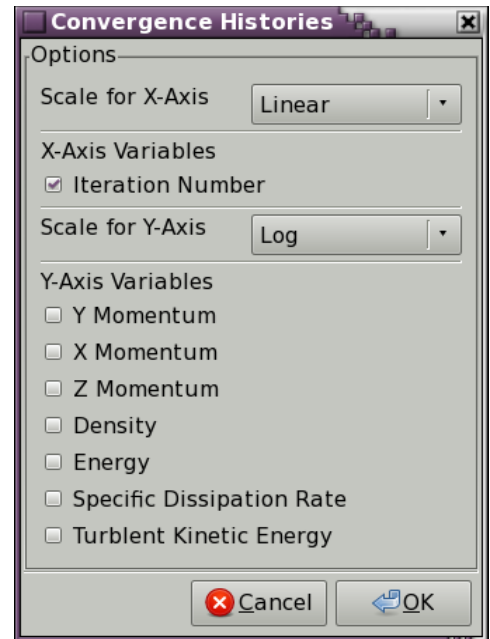 Convergence Histories
Options
Scale for X-Axis Linear
X-Axis Variables
Iteration Number
Scale for Y-Axis Log
Y-Axis Variables
Y Momentum
X Momentum
Z Momentum
Density
Energy
Specific Dissipation Rate
Turblent Kinetic Energy
Cancel OK